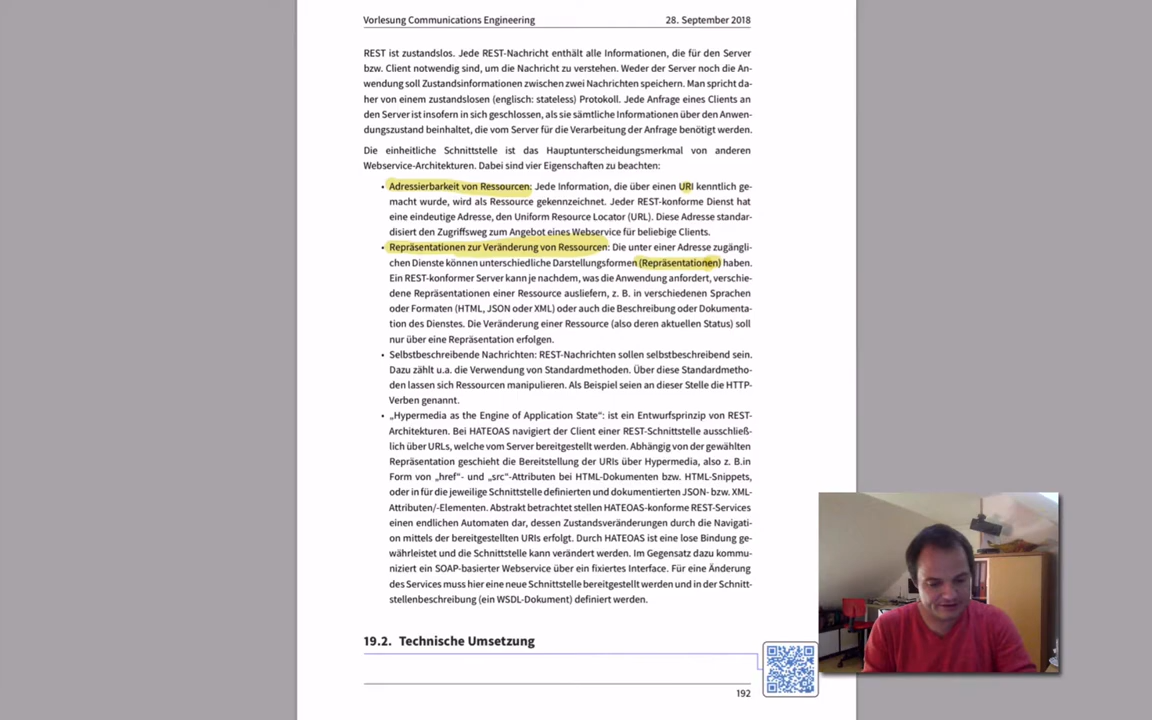 Vorlesung Communications Engineering 28. September 2018
REST ist zustandslos. Jede REST-Nachricht enthält alle Informationen, die für den Server
bzw. Client notwendig sind, um die Nachricht zu verstehen. Weder der Server noch die An-
wendung soll Zustandsinformationen zwischen zwei Nachrichten speichern. Man spricht da-
her von einem zustandslosen (englisch: stateless) Protokoll. Jede Anfrage eines Clients an
den Server ist insofern in sich geschlossen, als sie sämtliche Informationen über den Anwen-
dungszustand beinhaltet, die vom Server für die Verarbeitung der Anfrage benötigt werden.
Die einheitliche Schnittstelle ist das Hauptunterscheidungsmerkmal von anderen
Webservice-Architekturen. Dabei sind vier Eigenschaften zu beachten:
• Adressierbarkeit von Ressourcen: Jede Information, die über einen URI kenntlich ge-
macht wurde, wird als Ressource gekennzeichnet. Jeder REST-konforme Dienst hat
eine eindeutige Adresse, den Uniform Resource Locator (URL). Diese Adresse standar-
disiert den Zugriffsweg zum Angebot eines Webservice für beliebige Clients.
• Repräsentationen zur Veränderung von Ressourcen: Die unter einer Adresse zugängli-
chen Dienste können unterschiedliche Darstellungsformen (Repräsentationen) haben.
Ein REST-konformer Server kann je nachdem, was die Anwendung anfordert, verschie-
dene Repräsentationen einer Ressource ausliefern, z. B. in verschiedenen Sprachen
oder Formaten (HTML, JSON oder XML) oder auch die Beschreibung oder Dokumenta-
tion des Dienstes. Die Veränderung einer Ressource (also deren aktuellen Status) soll
nur über eine Repräsentation erfolgen.
• Selbstbeschreibende Nachrichten: REST-Nachrichten sollen selbstbeschreibend sein.
Dazu zählt u.a. die Verwendung von Standardmethoden. Über diese Standardmetho-
den lassen sich Ressourcen manipulieren. Als Beispiel seien an dieser Stelle die HTTP-
Verben genannt.
• „Hypermedia as the Engine of Application State“: ist ein Entwurfsprinzip von REST-
Architekturen. Bei HATEOAS navigiert der Client einer REST-Schnittstelle ausschließ-
lich über URLs, welche vom Server bereitgestellt werden. Abhängig von der gewählten
Repräsentation geschieht die Bereitstellung der URIs über Hypermedia, also z. B.in
Form von „href“- und „src“-Attributen bei HTML-Dokumenten bzw. HTML-Snippets,
oder in für die jeweilige Schnittstelle definierten und dokumentierten JSON- bzw. XML-
Attributen/-Elementen. Abstrakt betrachtet stellen HATEOAS-konforme REST-Services
einen endlichen Automaten dar, dessen Zustandsveränderungen durch die Navigati-
on mittels der bereitgestellten URIs erfolgt. Durch HATEOAS ist eine lose Bindung ge-
währleistet und die Schnittstelle kann verändert werden. Im Gegensatz dazu kommu-
niziert ein SOAP-basierter Webservice über ein fixiertes Interface. Für eine Änderung
des Services muss hier eine neue Schnittstelle bereitgestellt werden und in der Schnitt-
stellenbeschreibung (ein WSDL-Dokument) definiert werden.
19.2. Technische Umsetzung
192